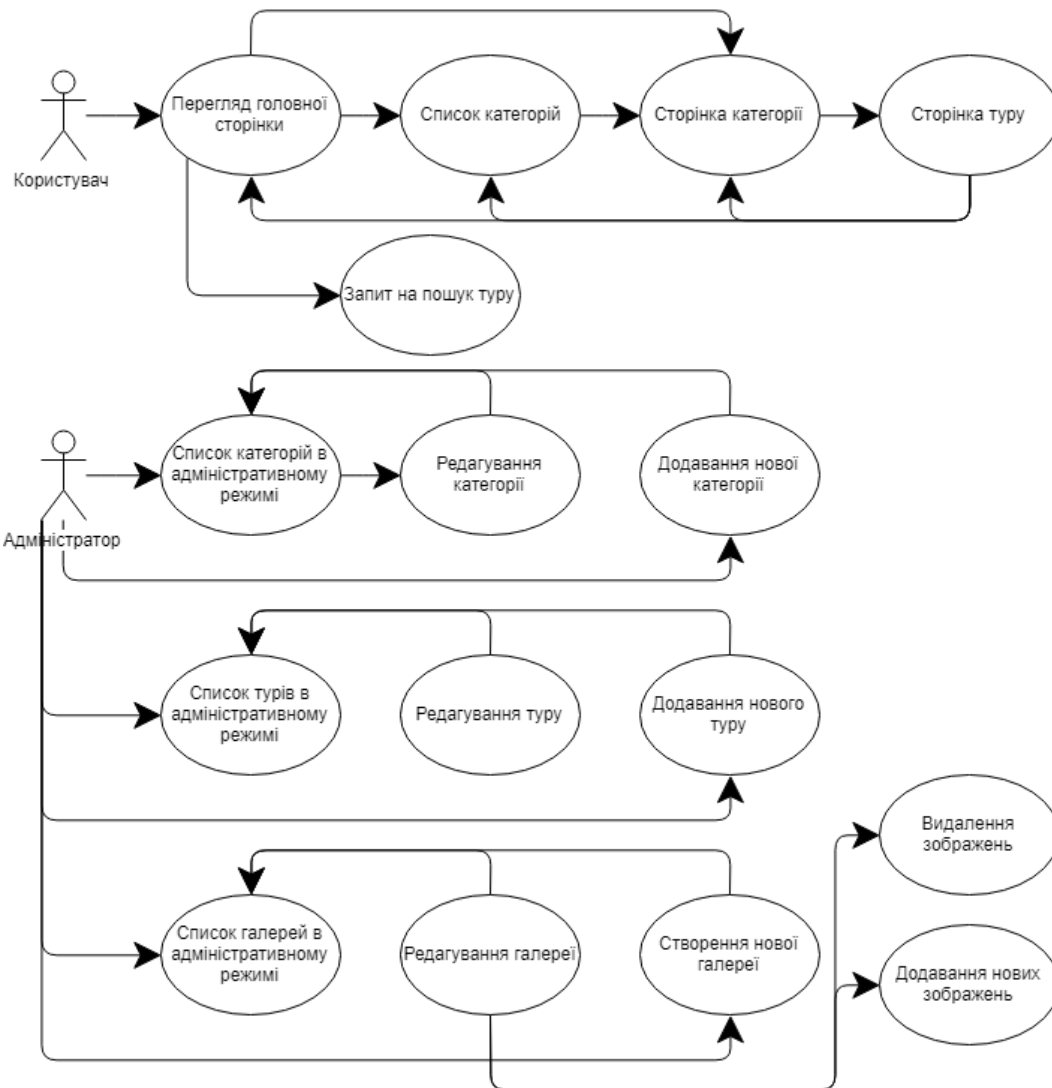 Перегляд головної
сторінки
Список категорій
Сторінка категорії
Сторінка туру
Користувач
Запит на пошук туру
Список категорій в
адміністративному
режимі
Редагування
категорії
Додавання нової
категорії
Адміністратор
Список турів в
адміністративному
режимі
Редагування туру
Додавання нового
туру
Видалення
зображень
Список галерей в
адміністративному
режимі
Редагування галереї
Створення нової
галереї
Додавання нових
зображень